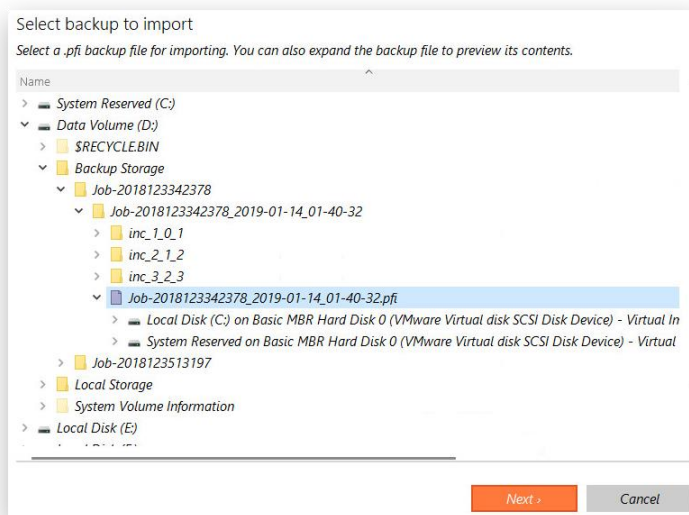 Select backup to import
Select a .pfi backup file for importing. You can also expand the backup file to preview its contents.
Name
System Reserved (C:)
Data Volume (D:)
$RECYCLE.BIN
Backup Storage
Job-2018123342378
Job-2018123342378_2019-01-14_01-40-32
inc_1_0_1
inc_2_1_2
inc_3_2_3
Job-2018123342378_2019-01-14_01-40-32.pfi
Local Disk (C:) on Basic MBR Hard Disk 0 (VMware Virtual disk SCSI Disk Device) - Virtual In
System Reserved on Basic MBR Hard Disk 0 (VMware Virtual disk SCSI Disk Device) - Virtual
Job-2018123513197
Local Storage
System Volume Information
Local Disk (E:)
Next ›
Cancel